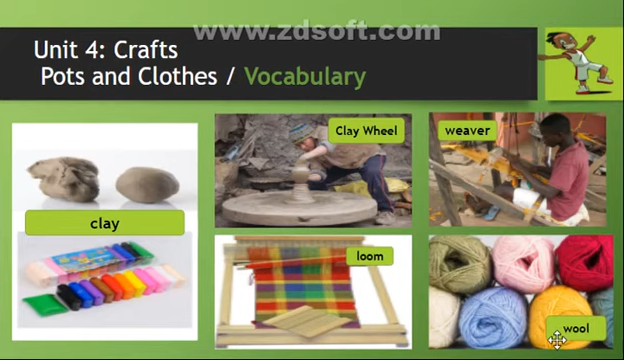 www.zdsoft.com
Unit 4: Crafts
Pots and Clothes / Vocabulary
Clay Wheel
weaver
clay
loom
wool